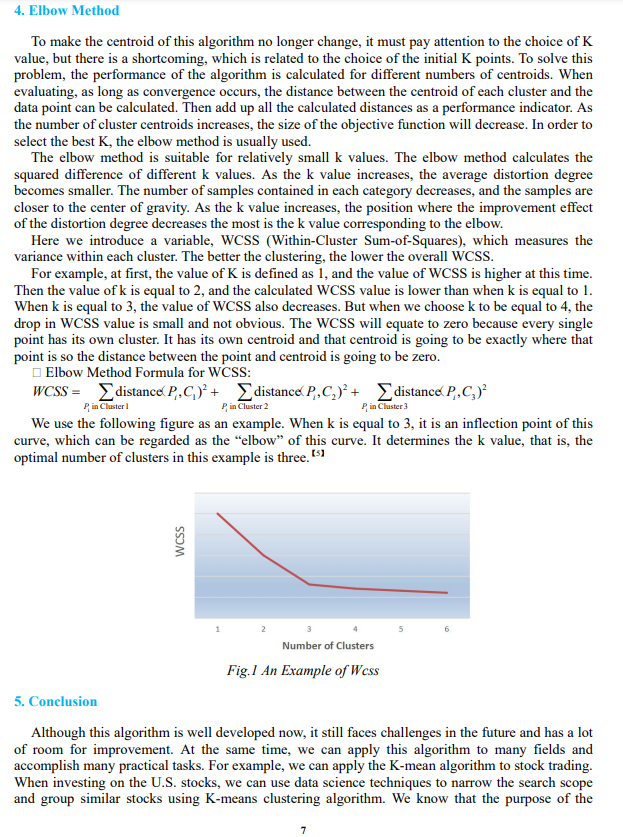 4. Elbow Method
To make the centroid of this algorithm no longer change, it must pay attention to the choice of K
value, but there is a shortcoming, which is related to the choice of the initial K points. To solve this
problem, the performance of the algorithm is calculated for different numbers of centroids. When
evaluating, as long as convergence occurs, the distance between the centroid of each cluster and the
data point can be calculated. Then add up all the calculated distances as a performance indicator. As
the number of cluster centroids increases, the size of the objective function will decrease. In order to
select the best K, the elbow method is usually used.
The elbow method is suitable for relatively small k values. The elbow method calculates the
squared difference of different k values. As the k value increases, the average distortion degree
becomes smaller. The number of samples contained in each category decreases, and the samples are
closer to the center of gravity. As the k value increases, the position where the improvement effect
of the distortion degree decreases the most is the k value corresponding to the elbow.
Here we introduce a variable, WCSS (Within-Cluster Sum-of-Squares), which measures the
variance within each cluster. The better the clustering, the lower the overall WCSS.
For example, at first, the value of K is defined as 1, and the value of WCSS is higher at this time.
Then the value of k is equal to 2, and the calculated WCSS value is lower than when k is equal to 1.
When k is equal to 3, the value of WCSS also decreases. But when we choose k to be equal to 4, the
drop in WCSS value is small and not obvious. The WCSS will equate to zero because every single
point has its own cluster. It has its own centroid and that centroid is going to be exactly where that
point is so the distance between the point and centroid is going to be zero.
□ Elbow Method Formula for WCSS:
WCSS = ∑ distance( P_i, C_1)² + ∑ distance( P_i, C_2)² + ∑ distance( P_i, C_3)²
P_i in Cluster 1 P_i in Cluster 2 P_i in Cluster 3
We use the following figure as an example. When k is equal to 3, it is an inflection point of this
curve, which can be regarded as the “elbow” of this curve. It determines the k value, that is, the
optimal number of clusters in this example is three. 【5】
WCSS
1 2 3 4 5 6
Number of Clusters
Fig.1 An Example of Wcss
5. Conclusion
Although this algorithm is well developed now, it still faces challenges in the future and has a lot
of room for improvement. At the same time, we can apply this algorithm to many fields and
accomplish many practical tasks. For example, we can apply the K-mean algorithm to stock trading.
When investing on the U.S. stocks, we can use data science techniques to narrow the search scope
and group similar stocks using K-means clustering algorithm. We know that the purpose of the
7